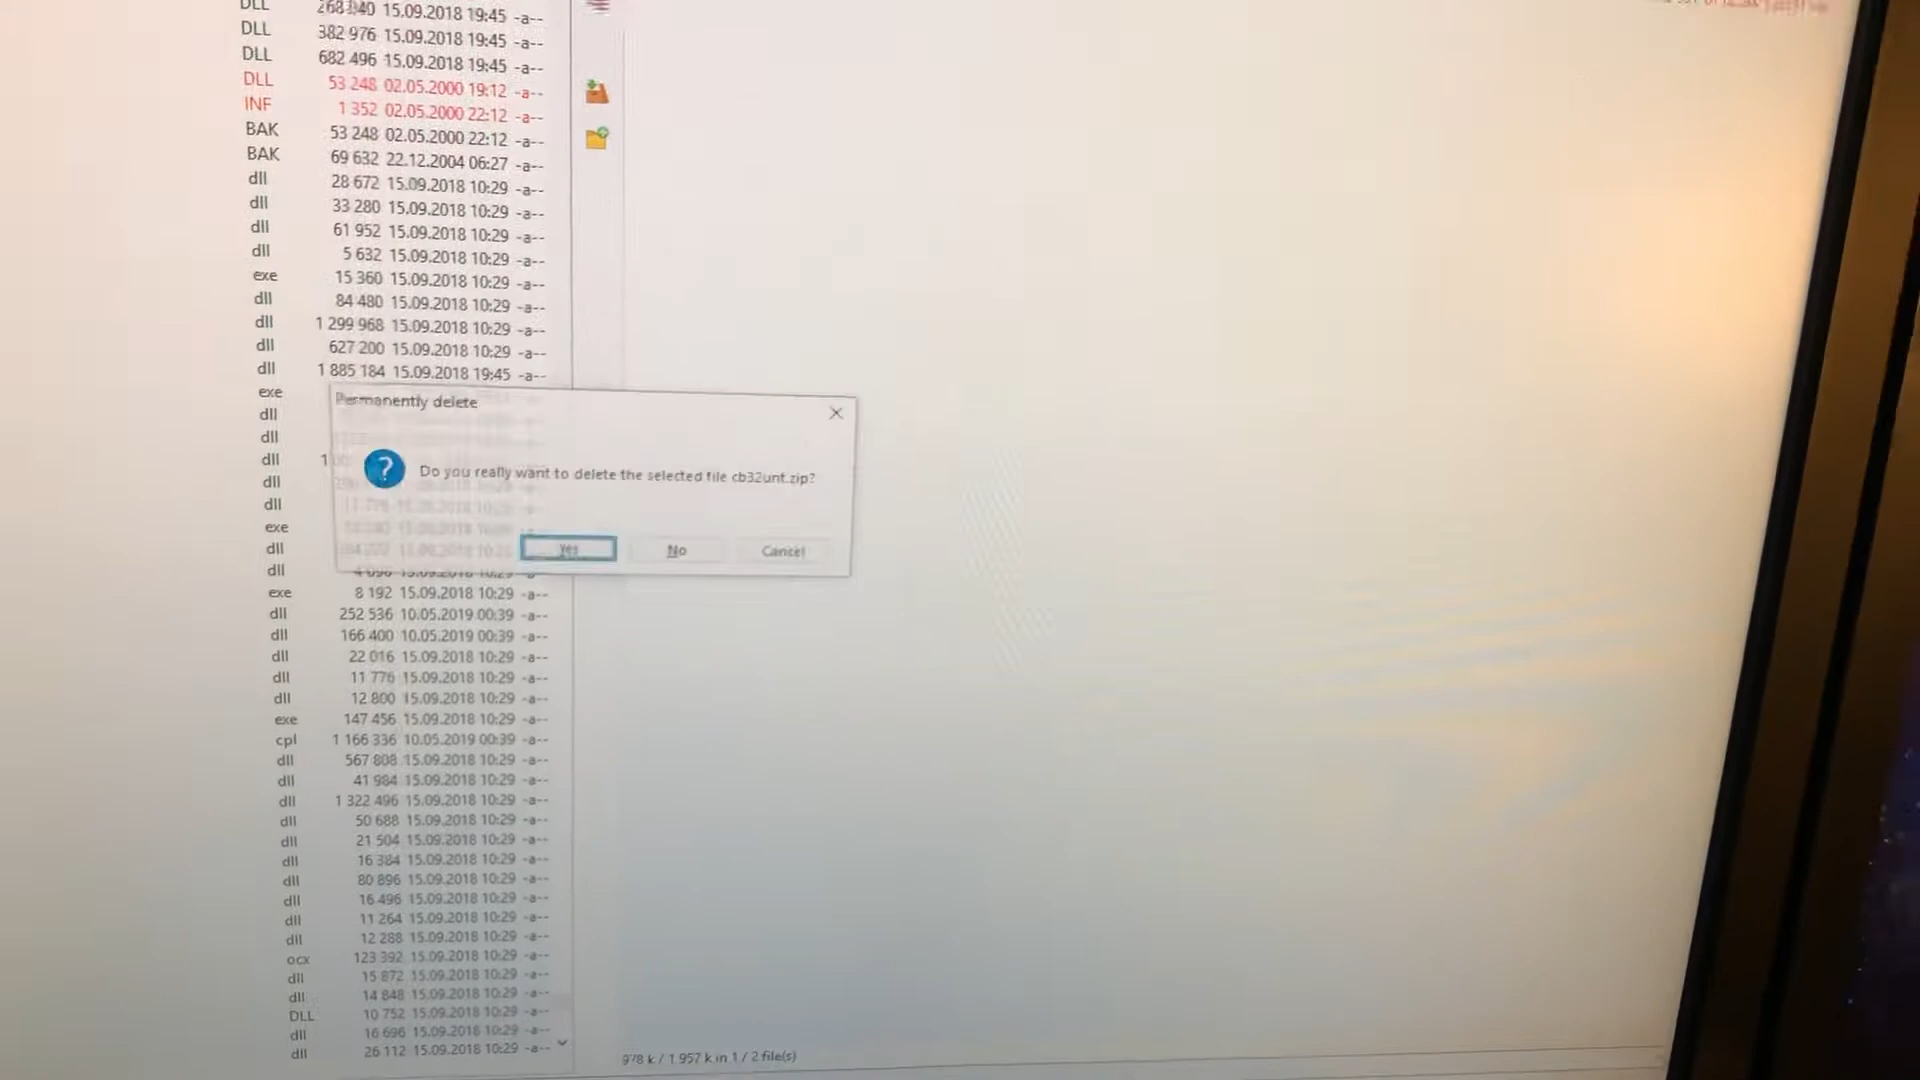 DLL 268 840 15.09.2018 19:45 -a--
DLL 382 976 15.09.2018 19:45 -a--
DLL 682 496 15.09.2018 19:45 -a--
DLL 53 248 02.05.2000 19:12 -a--
INF 1 352 02.05.2000 22:12 -a--
BAK 53 248 02.05.2000 22:12 -a--
BAK 69 632 22.12.2004 06:27 -a--
dll 28 672 15.09.2018 10:29 -a--
dll 33 280 15.09.2018 10:29 -a--
dll 61 952 15.09.2018 10:29 -a--
dll 5 632 15.09.2018 10:29 -a--
exe 15 360 15.09.2018 10:29 -a--
dll 84 480 15.09.2018 10:29 -a--
dll 1 299 968 15.09.2018 10:29 -a--
dll 627 200 15.09.2018 10:29 -a--
dll 1 885 184 15.09.2018 19:45 -a--
exe
Permanently delete
dll
dll
dll
Do you really want to delete the selected file cb32unt.zip?
dll
dll
exe
dll
Yes No Cancel
dll 4 096 15.09.2018 10:29
exe 8 192 15.09.2018 10:29 -a--
dll 252 536 10.05.2019 00:39 -a--
dll 166 400 10.05.2019 00:39 -a--
dll 22 016 15.09.2018 10:29 -a--
dll 11 776 15.09.2018 10:29 -a--
dll 12 800 15.09.2018 10:29 -a--
exe 147 456 15.09.2018 10:29 -a--
cpl 1 166 336 10.05.2019 00:39 -a--
dll 567 808 15.09.2018 10:29 -a--
dll 41 984 15.09.2018 10:29 -a--
dll 1 322 496 15.09.2018 10:29 -a--
dll 50 688 15.09.2018 10:29 -a--
dll 21 504 15.09.2018 10:29 -a--
dll 16 384 15.09.2018 10:29 -a--
dll 80 896 15.09.2018 10:29 -a--
dll 16 496 15.09.2018 10:29 -a--
dll 11 264 15.09.2018 10:29 -a--
dll 12 288 15.09.2018 10:29 -a--
ocx 123 392 15.09.2018 10:29 -a--
dll 15 872 15.09.2018 10:29 -a--
dll 14 848 15.09.2018 10:29 -a--
DLL 10 752 15.09.2018 10:29 -a--
dll 16 696 15.09.2018 10:29 -a--
dll 26 112 15.09.2018 10:29 -a--
978 k / 1 957 k in 1 / 2 file(s)